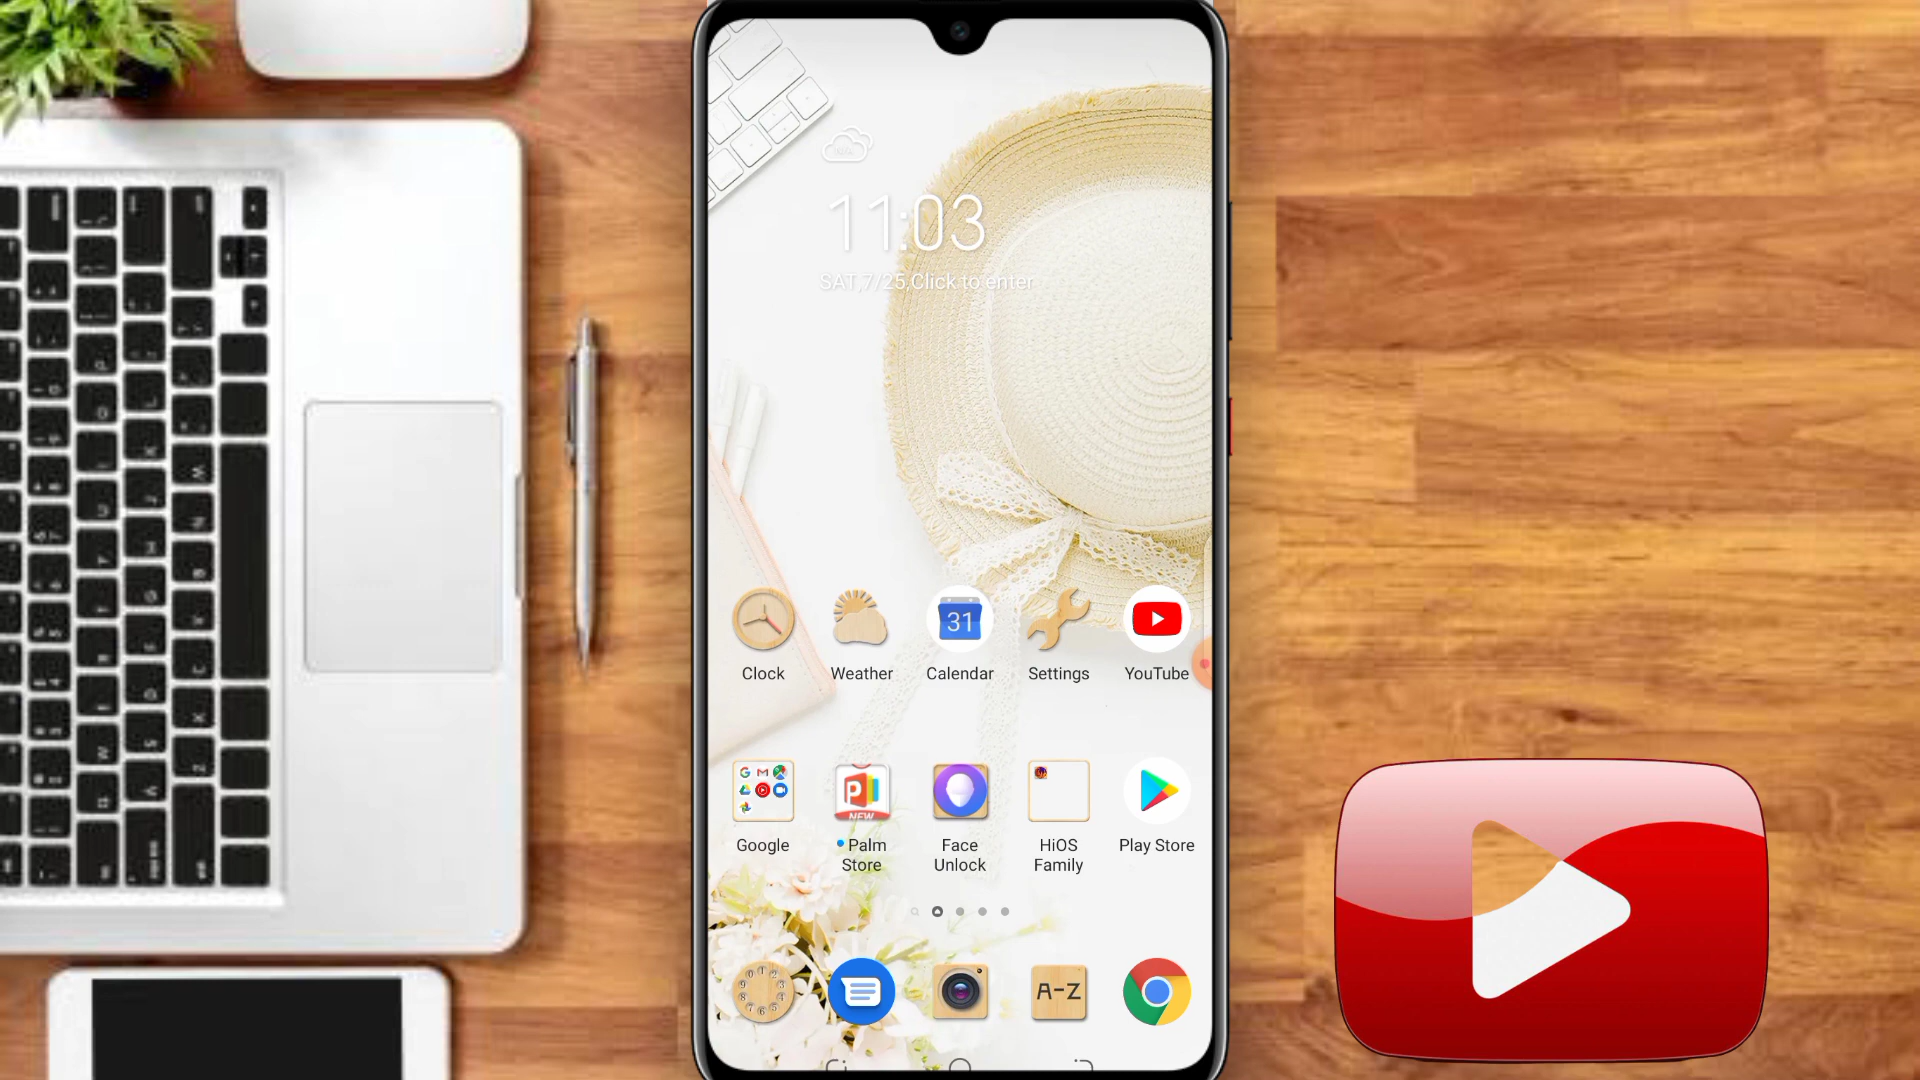 11:03
SAT,7/25,Click to enter
31
Clock
Weather
Calendar
Settings
YouTube
G
M
P
NEW
Google
Palm
Store
Face
Unlock
HiOS
Family
Play Store
A-Z